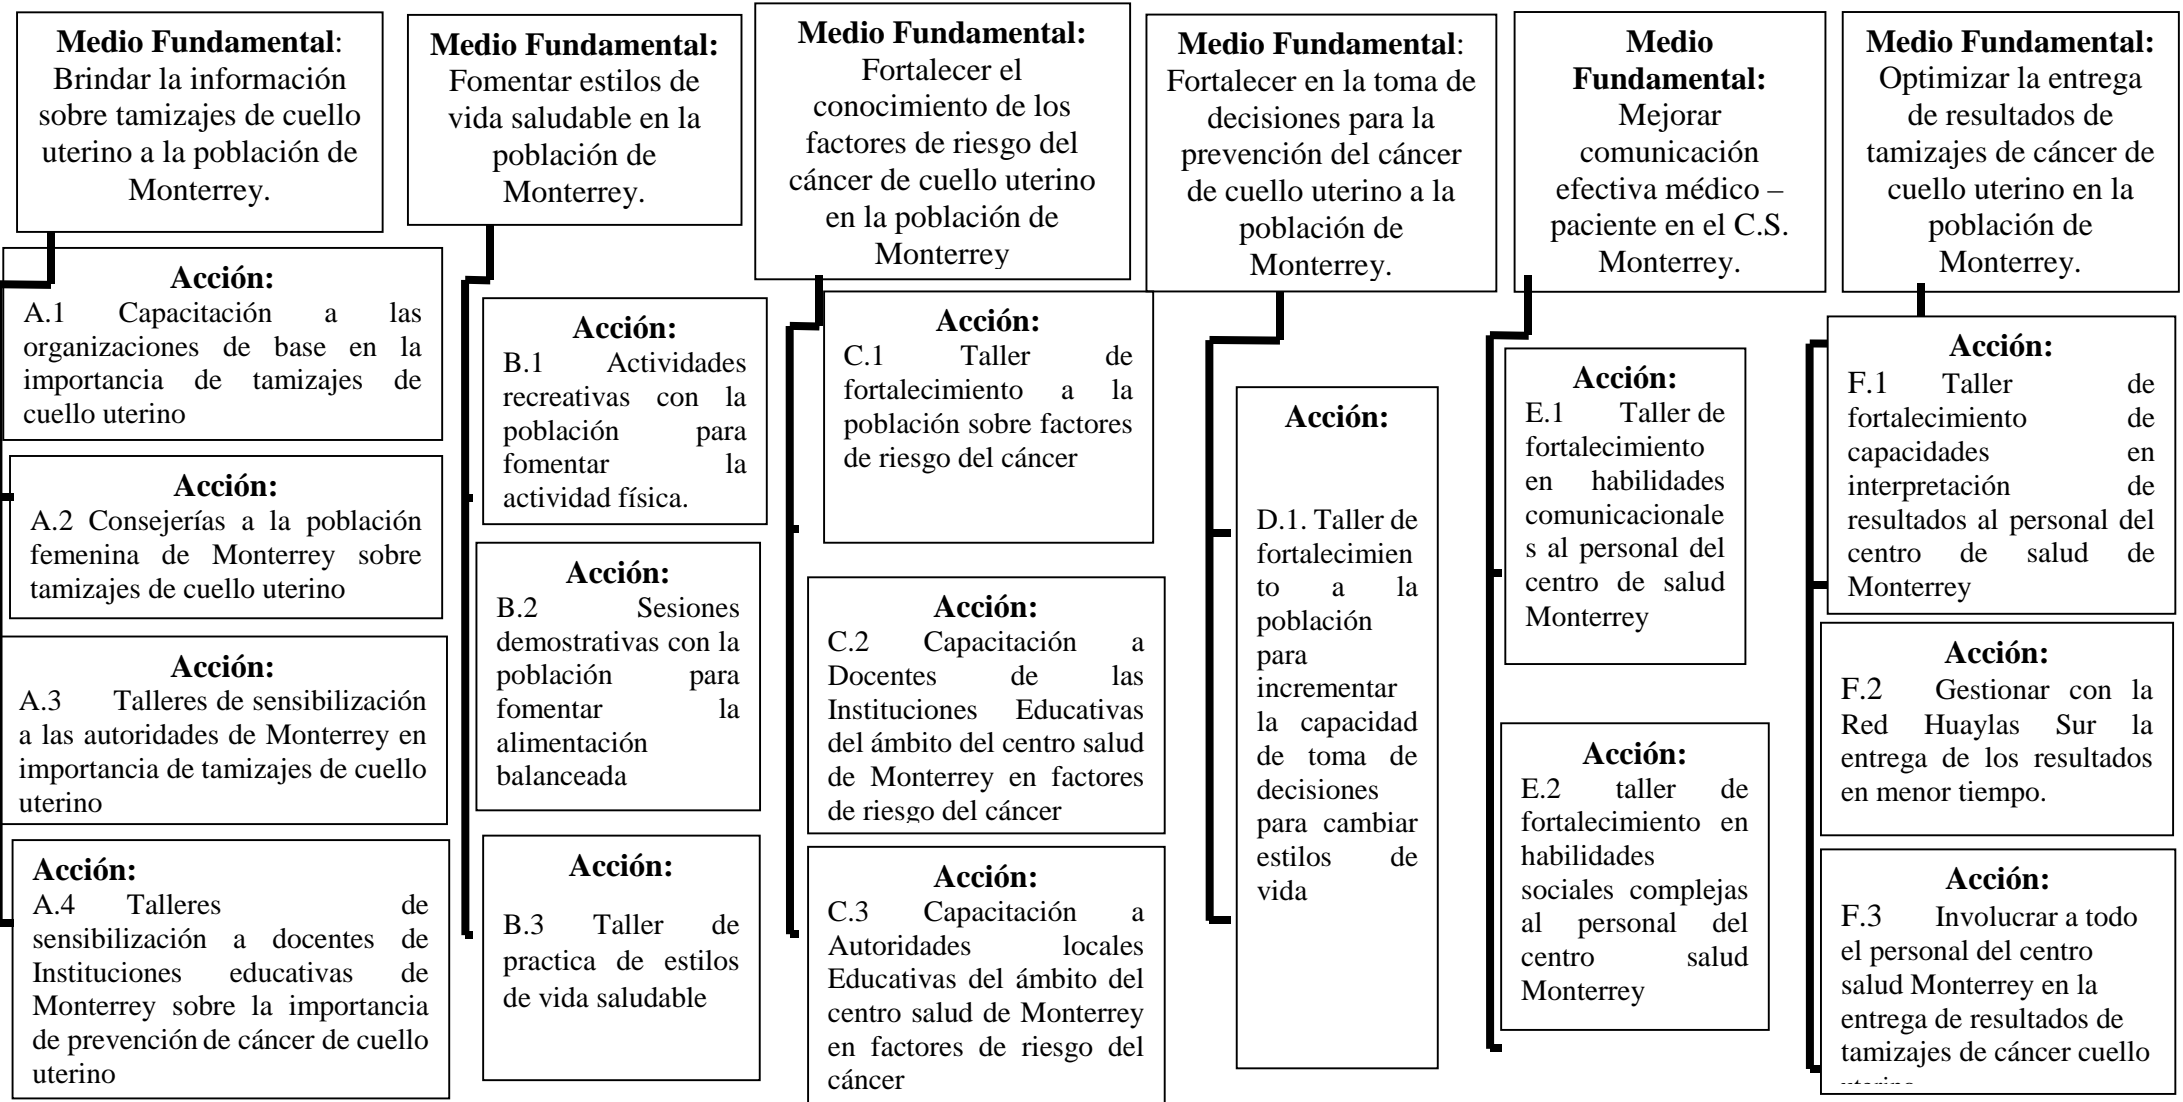 Medio Fundamental:
Brindar la información
sobre tamizajes de cuello
uterino a la población de
Monterrey.
Acción:
A.1 Capacitación a las
organizaciones de base en la
importancia de tamizajes de
cuello uterino
Acción:
A.2 Consejerías a la población
femenina de Monterrey sobre
tamizajes de cuello uterino
Acción:
A.3 Talleres de sensibilización
a las autoridades de Monterrey en
importancia de tamizajes de cuello
uterino
Acción:
A.4 Talleres de
sensibilización a docentes de
Instituciones educativas de
Monterrey sobre la importancia
de prevención de cáncer de cuello
uterino
Medio Fundamental:
Fomentar estilos de
vida saludable en la
población de
Monterrey.
Acción:
B.1 Actividades
recreativas con la
población para
fomentar la
actividad física.
Acción:
B.2 Sesiones
demostrativas con la
población para
fomentar la
alimentación
balanceada
Acción:
B.3 Taller de
practica de estilos
de vida saludable
Medio Fundamental:
Fortalecer el
conocimiento de los
factores de riesgo del
cáncer de cuello uterino
en la población de
Monterrey
Acción:
C.1 Taller de
fortalecimiento a la
población sobre factores
de riesgo del cáncer
Acción:
C.2 Capacitación a
Docentes de las
Instituciones Educativas
del ámbito del centro salud
de Monterrey en factores
de riesgo del cáncer
Acción:
C.3 Capacitación a
Autoridades locales
Educativas del ámbito del
centro salud de Monterrey
en factores de riesgo del
cáncer
Medio Fundamental:
Fortalecer en la toma de
decisiones para la
prevención del cáncer
de cuello uterino a la
población de
Monterrey.
Acción:
D.1. Taller de
fortalecimien
to a la
población
para
incrementar
la capacidad
de toma de
decisiones
para cambiar
estilos de
vida
Medio
Fundamental:
Mejorar
comunicación
efectiva médico –
paciente en el C.S.
Monterrey.
Acción:
E.1 Taller de
fortalecimiento
en habilidades
comunicacionale
s al personal del
centro de salud
Monterrey
Acción:
E.2 taller de
fortalecimiento en
habilidades
sociales complejas
al personal del
centro salud
Monterrey
Medio Fundamental:
Optimizar la entrega
de resultados de
tamizajes de cáncer de
cuello uterino en la
población de
Monterrey.
Acción:
F.1 Taller de
fortalecimiento de
capacidades en
interpretación de
resultados al personal del
centro de salud de
Monterrey
Acción:
F.2 Gestionar con la
Red Huaylas Sur la
entrega de los resultados
en menor tiempo.
Acción:
F.3 Involucrar a todo
el personal del centro
salud Monterrey en la
entrega de resultados de
tamizajes de cáncer cuello